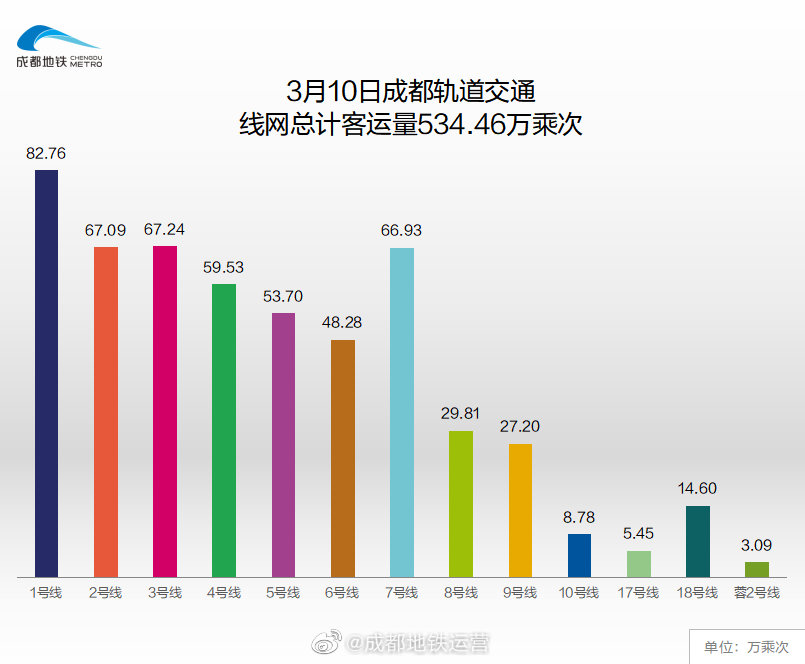 成都地铁 CHENGDU METRO
3月10日成都轨道交通
线网总计客运量534.46万乘次
82.76
67.09
67.24
59.53
53.70
48.28
66.93
29.81
27.20
8.78
5.45
14.60
3.09
1号线
2号线
3号线
4号线
5号线
6号线
7号线
8号线
9号线
10号线
17号线
18号线
蓉2号线
@成都地铁运营
单位：万乘次